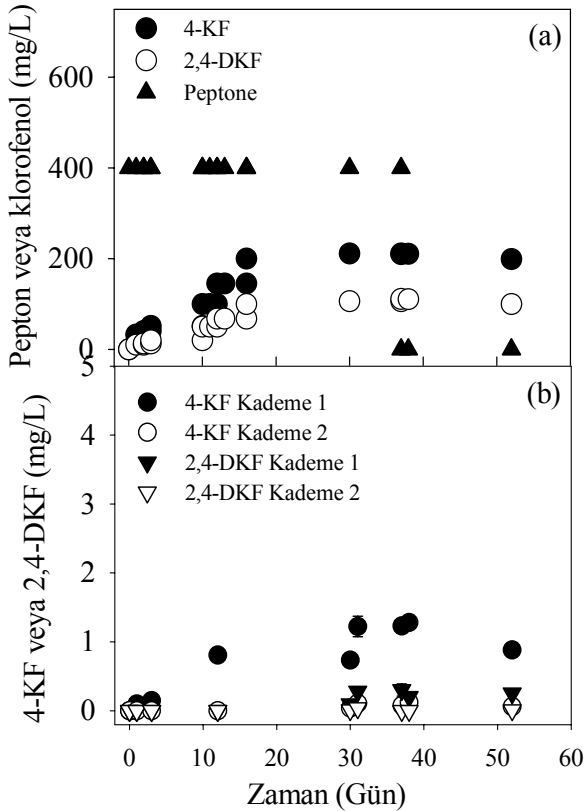 (a)
4-KF
2,4-DKF
Peptone
Pepton veya klorofenol (mg/L)
600
400
200
0
(b)
4-KF Kademe 1
4-KF Kademe 2
2,4-DKF Kademe 1
2,4-DKF Kademe 2
4-KF veya 2,4-DKF (mg/L)
5
4
3
2
1
0
0 10 20 30 40 50 60
Zaman (Gün)